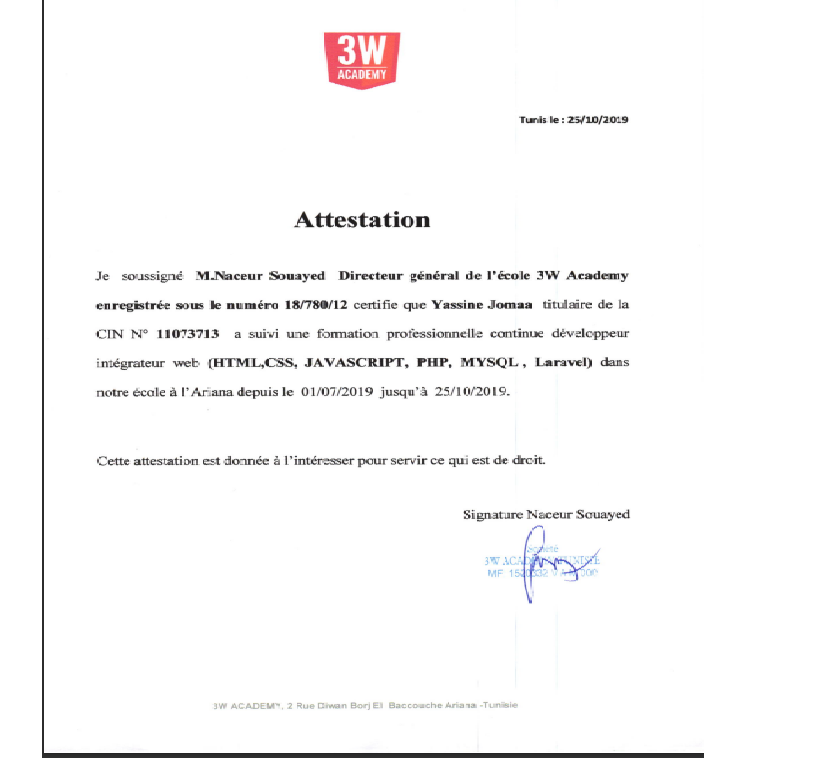 3W
ACADEMY
Tunis le : 25/10/2019
Attestation
Je soussigné M.Naceur Souayed Directeur général de l'école 3W Academy
enregistrée sous le numéro 18/780/12 certifie que Yassine Jomaa titulaire de la
CIN N° 11073713 a suivi une formation professionnelle continue développeur
intégrateur web (HTML,CSS, JAVASCRIPT, PHP, MYSQL , Laravel) dans
notre école à l'Ariana depuis le 01/07/2019 jusqu'à 25/10/2019.
Cette attestation est donnée à l'intéresser pour servir ce qui est de droit.
Signature Naceur Souayed
Société
3W
MF
3W ACADEMY, 2 Rue Diwan Borj El Baccouche Ariana -Tunisie